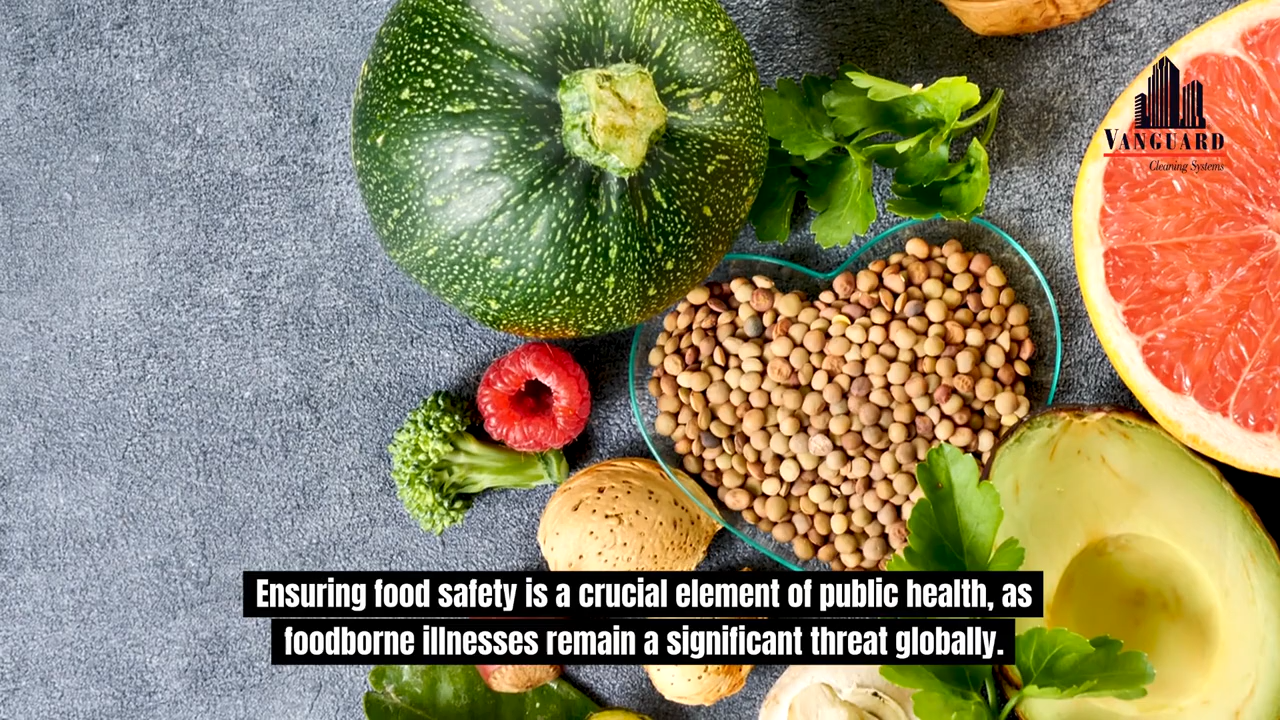 VANGUARD
Cleaning Systems
Ensuring food safety is a crucial element of public health, as
foodborne illnesses remain a significant threat globally.